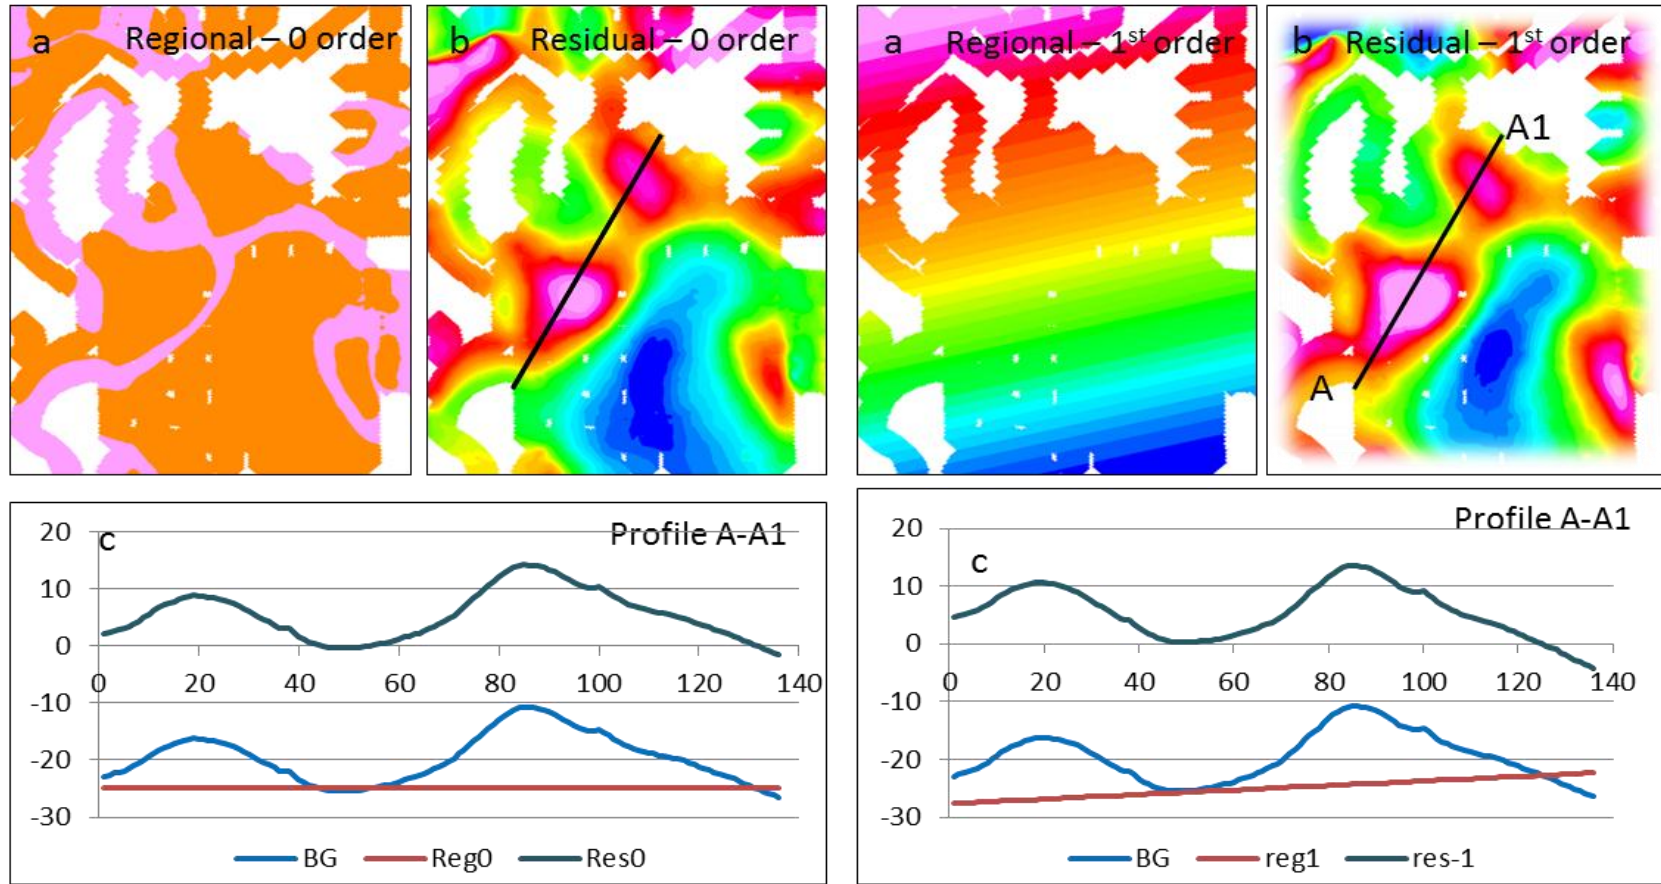 a Regional – 0 order
b Residual – 0 order
a Regional – 1st order
b Residual – 1st order
A1
A
c Profile A-A1
20
10
0
-10
-20
-30
0 20 40 60 80 100 120 140
BG Reg0 Res0
c Profile A-A1
20
10
0
-10
-20
-30
0 20 40 60 80 100 120 140
BG reg1 res-1